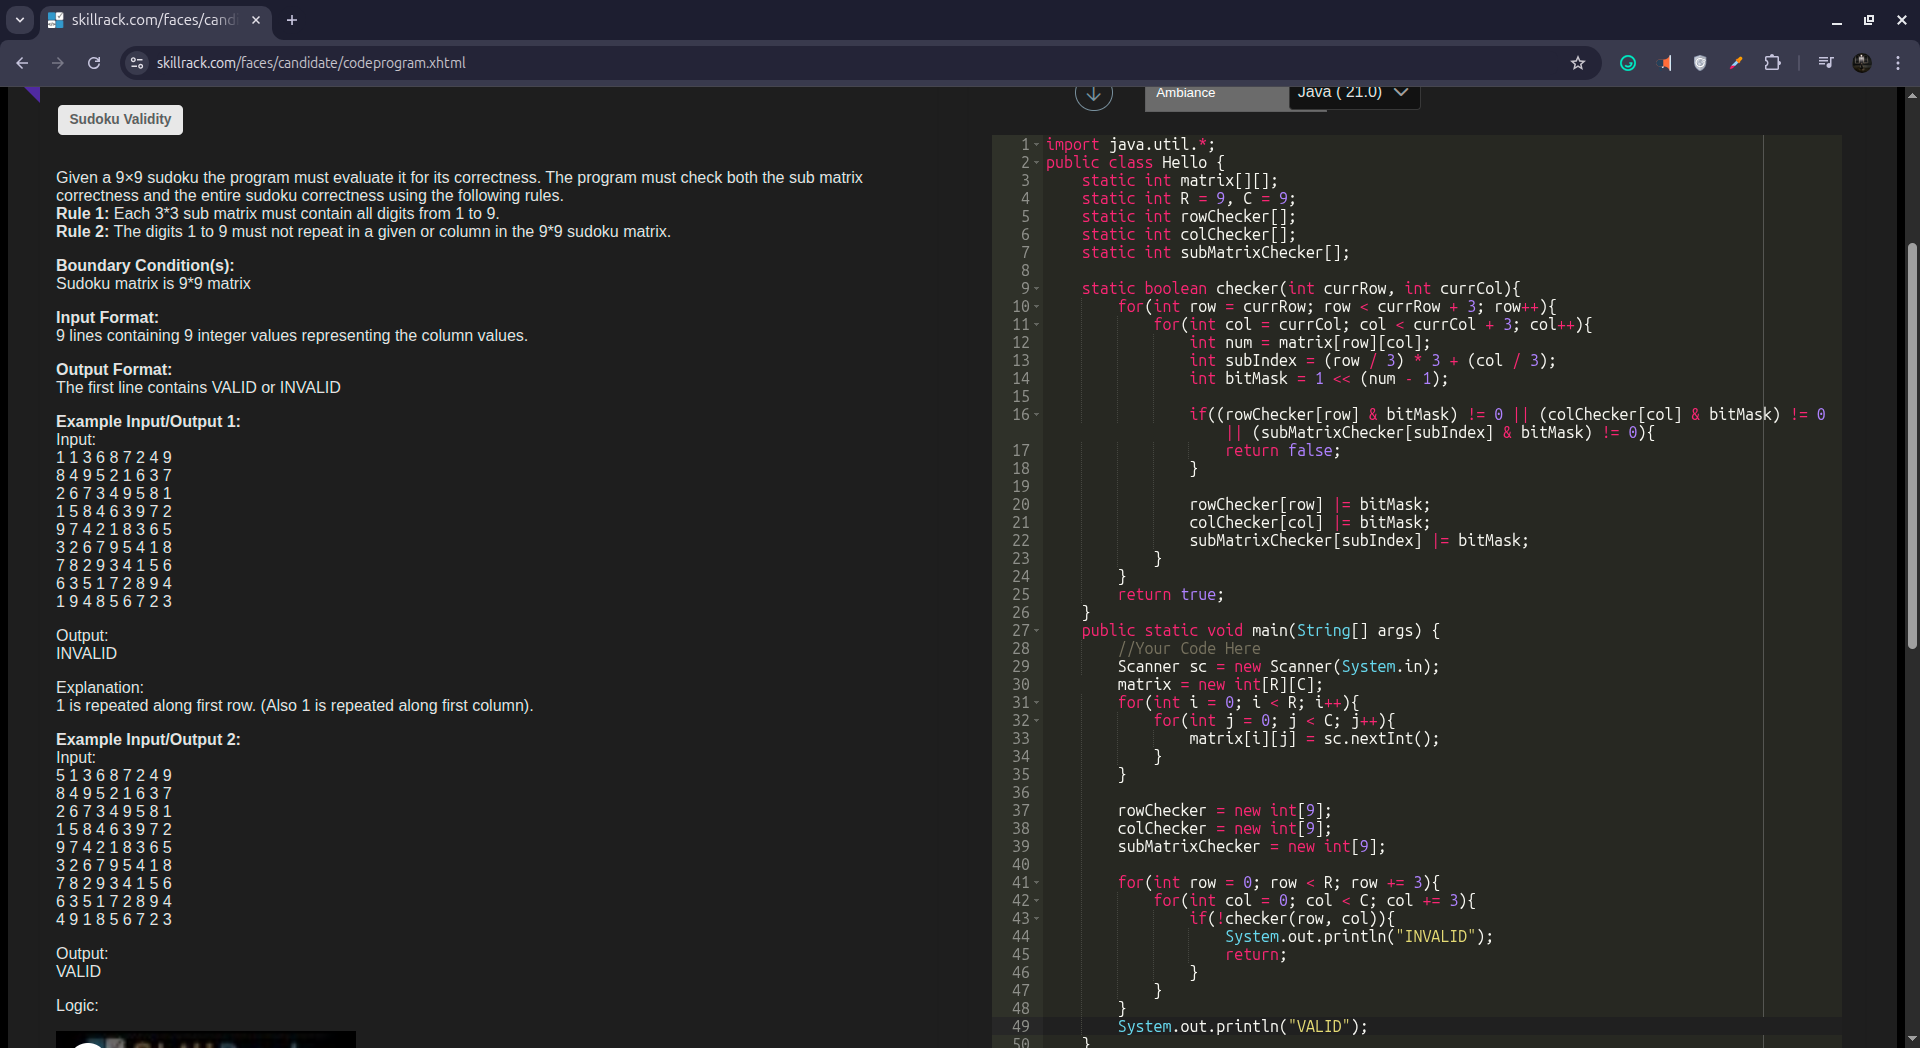 skillrack.com/faces/candi
skillrack.com/faces/candidate/codeprogram.xhtml
Sudoku Validity
Given a 9×9 sudoku the program must evaluate it for its correctness. The program must check both the sub matrix
correctness and the entire sudoku correctness using the following rules.
Rule 1: Each 3*3 sub matrix must contain all digits from 1 to 9.
Rule 2: The digits 1 to 9 must not repeat in a given or column in the 9*9 sudoku matrix.
Boundary Condition(s):
Sudoku matrix is 9*9 matrix
Input Format:
9 lines containing 9 integer values representing the column values.
Output Format:
The first line contains VALID or INVALID
Example Input/Output 1:
Input:
1 1 3 6 8 7 2 4 9
8 4 9 5 2 1 6 3 7
2 6 7 3 4 9 5 8 1
1 5 8 4 6 3 9 7 2
9 7 4 2 1 8 3 6 5
3 2 6 7 9 5 4 1 8
7 8 2 9 3 4 1 5 6
6 3 5 1 7 2 8 9 4
1 9 4 8 5 6 7 2 3
Output:
INVALID
Explanation:
1 is repeated along first row. (Also 1 is repeated along first column).
Example Input/Output 2:
Input:
5 1 3 6 8 7 2 4 9
8 4 9 5 2 1 6 3 7
2 6 7 3 4 9 5 8 1
1 5 8 4 6 3 9 7 2
9 7 4 2 1 8 3 6 5
3 2 6 7 9 5 4 1 8
7 8 2 9 3 4 1 5 6
6 3 5 1 7 2 8 9 4
4 9 1 8 5 6 7 2 3
Output:
VALID
Logic:
Ambiance
Java ( 21.0)
1 import java.util.*;
2 public class Hello {
3     static int matrix[][];
4     static int R = 9, C = 9;
5     static int rowChecker[];
6     static int colChecker[];
7     static int subMatrixChecker[];
8
9     static boolean checker(int currRow, int currCol){
10         for(int row = currRow; row < currRow + 3; row++){
11             for(int col = currCol; col < currCol + 3; col++){
12                 int num = matrix[row][col];
13                 int subIndex = (row / 3) * 3 + (col / 3);
14                 int bitMask = 1 << (num - 1);
15
16                 if((rowChecker[row] & bitMask) != 0 || (colChecker[col] & bitMask) != 0
|| (subMatrixChecker[subIndex] & bitMask) != 0){
17                     return false;
18                 }
19
20                 rowChecker[row] |= bitMask;
21                 colChecker[col] |= bitMask;
22                 subMatrixChecker[subIndex] |= bitMask;
23             }
24         }
25         return true;
26     }
27     public static void main(String[] args) {
28         //Your Code Here
29         Scanner sc = new Scanner(System.in);
30         matrix = new int[R][C];
31         for(int i = 0; i < R; i++){
32             for(int j = 0; j < C; j++){
33                 matrix[i][j] = sc.nextInt();
34             }
35         }
36
37         rowChecker = new int[9];
38         colChecker = new int[9];
39         subMatrixChecker = new int[9];
40
41         for(int row = 0; row < R; row += 3){
42             for(int col = 0; col < C; col += 3){
43                 if(!checker(row, col)){
44                     System.out.println("INVALID");
45                     return;
46                 }
47             }
48         }
49         System.out.println("VALID");
50     }